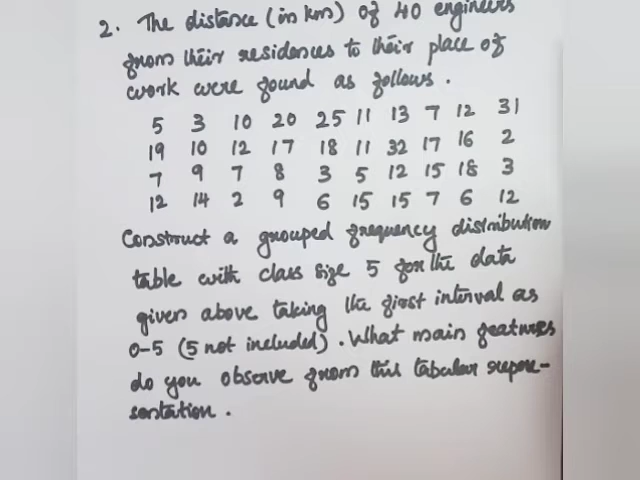 2. The distance (in km) of 40 engineers
from their residences to their place of
work were found as follows.
5 3 10 20 25 11 13 7 12 31
19 10 12 17 18 11 32 17 16 2
7 9 7 8 3 5 12 15 18 3
12 14 2 9 6 15 15 7 6 12
Construct a grouped frequency distribution
table with class size 5 for the data
given above taking the first interval as
0-5 (5 not included). What main features
do you observe from this tabular repre-
sentation.